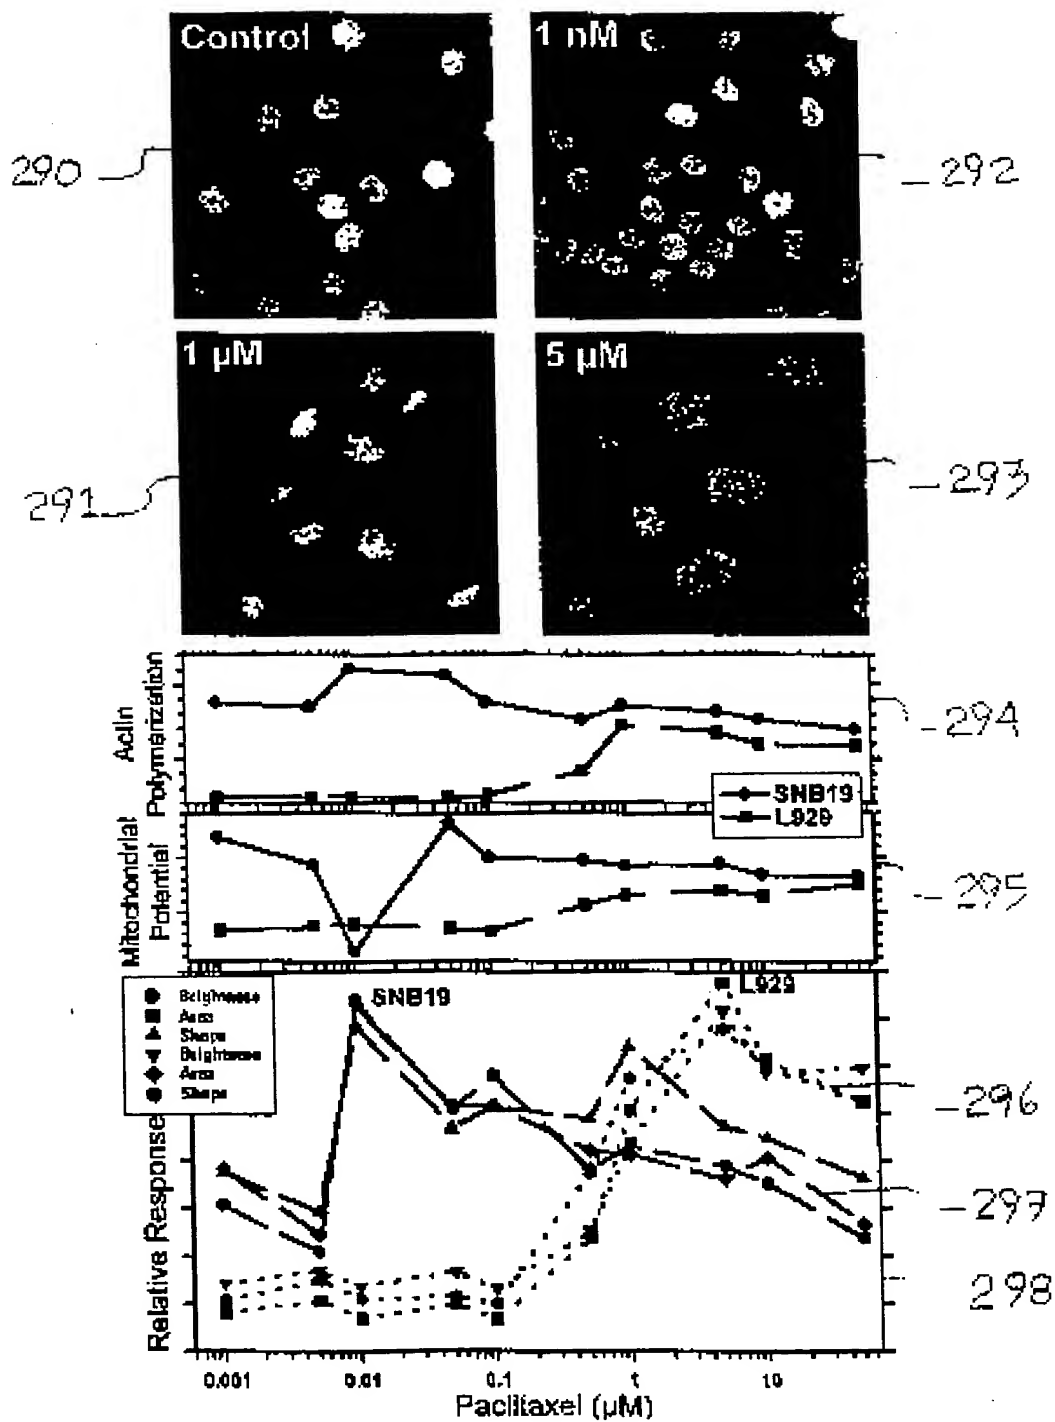 Control
1 nM
290
292
1 µM
5 µM
291
293
Actin
Polymerization
294
SNB19
L929
Mitochondrial
Potential
295
SNB19
L929
Brightness
Area
Shape
Brightness
Area
Shape
296
297
298
Relative Response
0.001
0.01
0.1
1
10
Paclitaxel (µM)